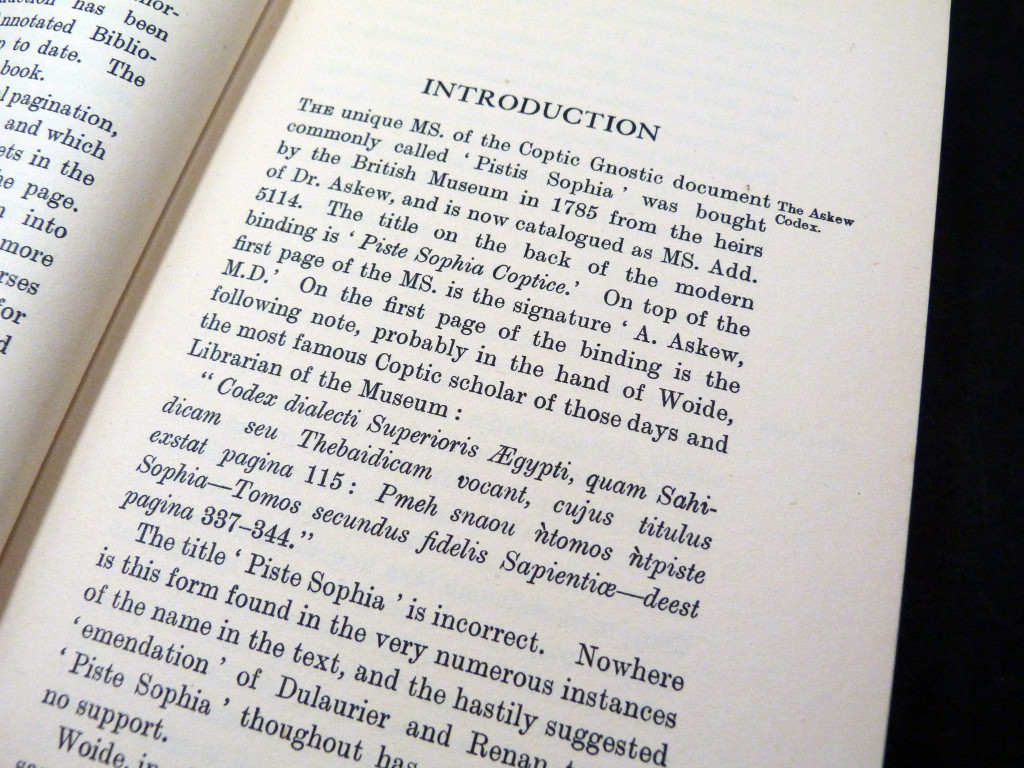 has been
Annotated Biblio-
to date. The
book.
pagination,
and which
in the
page.
into
more
for
INTRODUCTION
THE unique MS. of the Coptic Gnostic document
commonly called ‘ Pistis Sophia ’ was bought
by the British Museum in 1785 from the heirs
of Dr. Askew, and is now catalogued as MS. Add.
5114. The title on the back of the modern
binding is ‘ Piste Sophia Coptice.’ On top of the
first page of the MS. is the signature ‘ A. Askew,
M.D.’ On the first page of the binding is the
following note, probably in the hand of Woide,
the most famous Coptic scholar of those days and
Librarian of the Museum :
“ Codex dialecti Superioris Ægypti, quam Sahi-
dicam seu Thebaidicam vocant, cujus titulus
exstat pagina 115 : Pmeh snaou ǹtomos ǹtpiste
Sophia—Tomos secundus fidelis Sapientiæ—deest
pagina 337–344.”
The title ‘ Piste Sophia ’ is incorrect. Nowhere
is this form found in the very numerous instances
of the name in the text, and the hastily suggested
‘ emendation ’ of Dulaurier and Renan
‘ Piste Sophia ’ thoughout has
no support.
Woide,
The Askew
Codex.